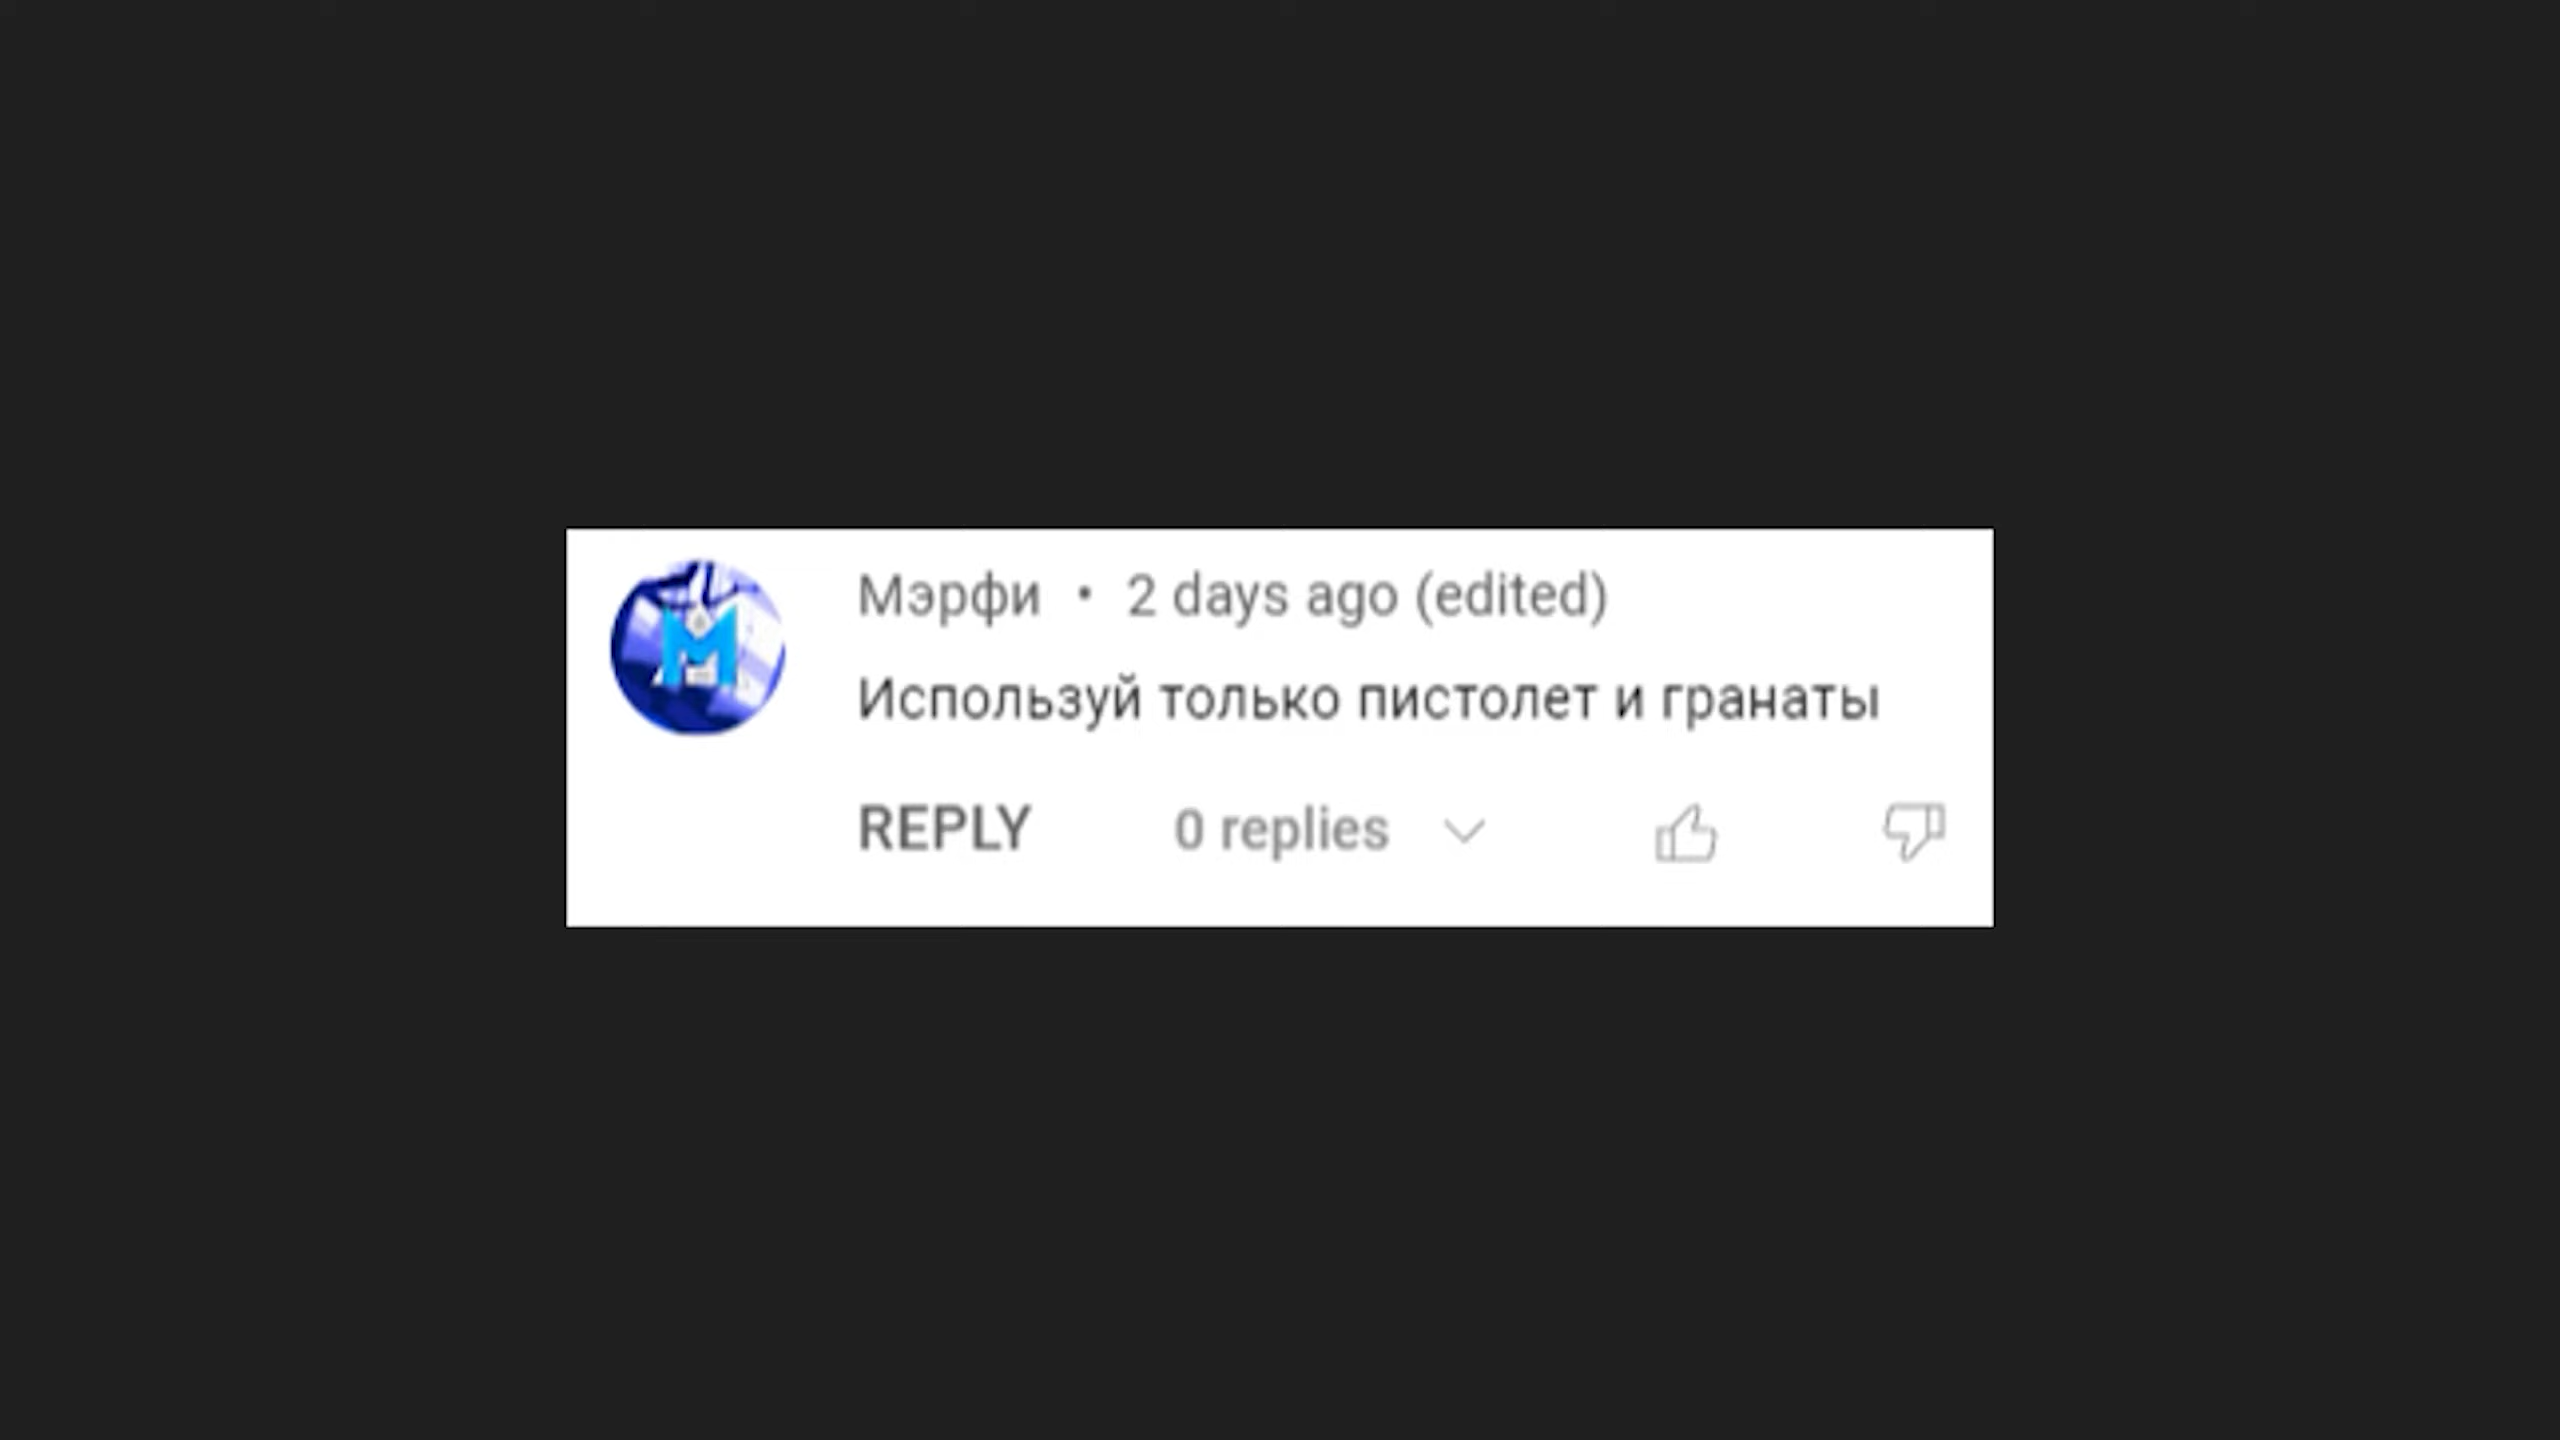 Мэрфи • 2 days ago (edited)
Используй только пистолет и гранаты
REPLY 0 replies
M